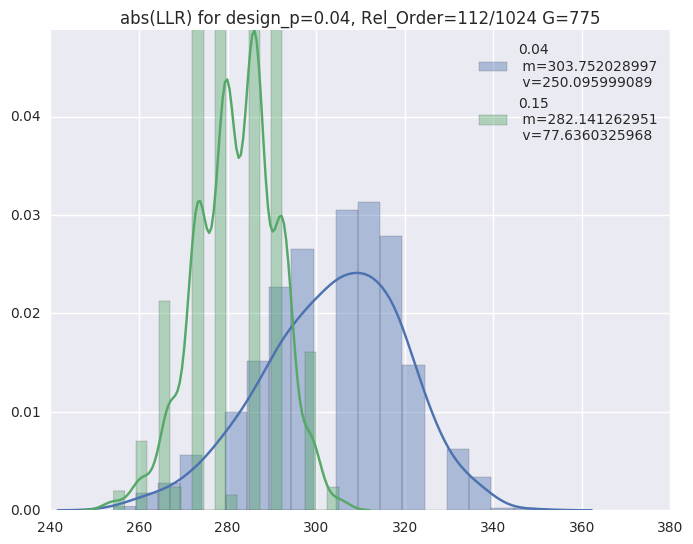 abs(LLR) for design_p=0.04, Rel_Order=112/1024 G=775
0.04
m=303.752028997
v=250.095999089
0.15
m=282.141262951
v=77.6360325968
0.04
0.03
0.02
0.01
0.00
240 260 280 300 320 340 360 380